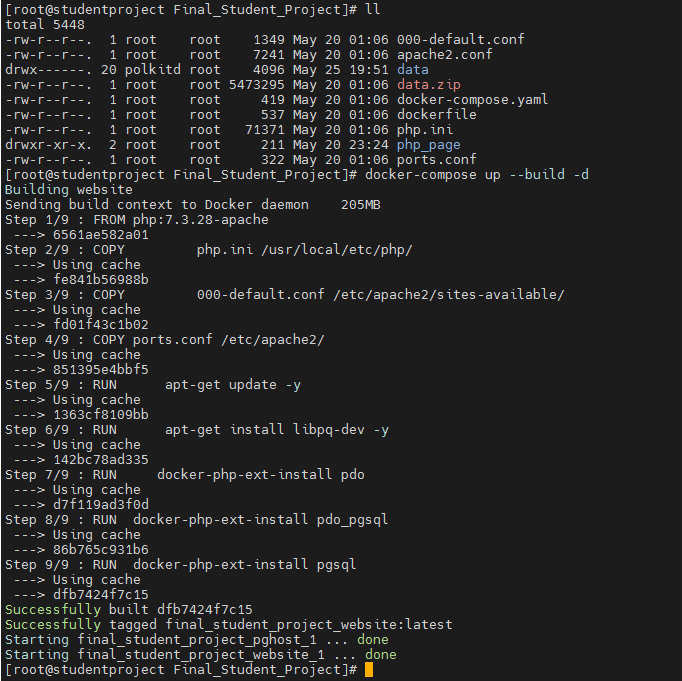 [root@studentproject Final_Student_Project]# ll
total 5448
-rw-r--r--.  1 root    root    1349 May 20 01:06 000-default.conf
-rw-r--r--.  1 root    root    7241 May 20 01:06 apache2.conf
drwx------. 20 polkitd root    4096 May 25 19:51 data
-rw-r--r--.  1 root    root 5473295 May 20 01:06 data.zip
-rw-r--r--.  1 root    root     419 May 20 01:06 docker-compose.yaml
-rw-r--r--.  1 root    root     537 May 20 01:06 dockerfile
-rw-r--r--.  1 root    root   71371 May 20 01:06 php.ini
drwxr-xr-x.  2 root    root     211 May 20 23:24 php_page
-rw-r--r--.  1 root    root     322 May 20 01:06 ports.conf
[root@studentproject Final_Student_Project]# docker-compose up --build -d
Building website
Sending build context to Docker daemon    205MB
Step 1/9 : FROM php:7.3.28-apache
 ---> 6561ae582a01
Step 2/9 : COPY         php.ini /usr/local/etc/php/
 ---> Using cache
 ---> fe841b56988b
Step 3/9 : COPY         000-default.conf /etc/apache2/sites-available/
 ---> Using cache
 ---> fd01f43c1b02
Step 4/9 : COPY ports.conf /etc/apache2/
 ---> Using cache
 ---> 851395e4bbf5
Step 5/9 : RUN      apt-get update -y
 ---> Using cache
 ---> 1363cf8109bb
Step 6/9 : RUN      apt-get install libpq-dev -y
 ---> Using cache
 ---> 142bc78ad335
Step 7/9 : RUN     docker-php-ext-install pdo
 ---> Using cache
 ---> d7f119ad3f0d
Step 8/9 : RUN  docker-php-ext-install pdo_pgsql
 ---> Using cache
 ---> 86b765c931b6
Step 9/9 : RUN  docker-php-ext-install pgsql
 ---> Using cache
 ---> dfb7424f7c15
Successfully built dfb7424f7c15
Successfully tagged final_student_project_website:latest
Starting final_student_project_pghost_1 ... done
Starting final_student_project_website_1 ... done
[root@studentproject Final_Student_Project]#